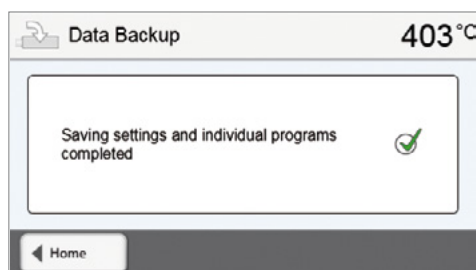 Data Backup 403 °C
Saving settings and individual programs
completed
Home